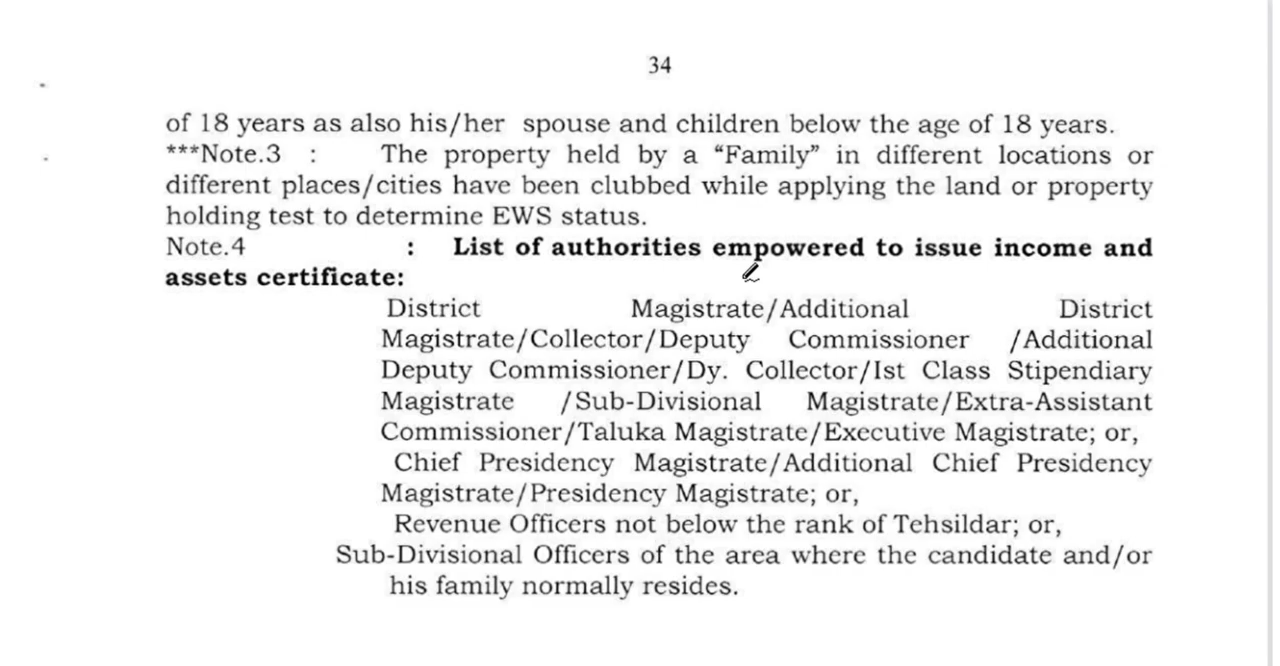 34
of 18 years as also his/her spouse and children below the age of 18 years.
***Note.3 : The property held by a “Family” in different locations or
different places/cities have been clubbed while applying the land or property
holding test to determine EWS status.
Note.4 : List of authorities empowered to issue income and
assets certificate:
District Magistrate/Additional District
Magistrate/Collector/Deputy Commissioner /Additional
Deputy Commissioner/Dy. Collector/Ist Class Stipendiary
Magistrate /Sub-Divisional Magistrate/Extra-Assistant
Commissioner/Taluka Magistrate/Executive Magistrate; or,
Chief Presidency Magistrate/Additional Chief Presidency
Magistrate/Presidency Magistrate; or,
Revenue Officers not below the rank of Tehsildar; or,
Sub-Divisional Officers of the area where the candidate and/or
his family normally resides.